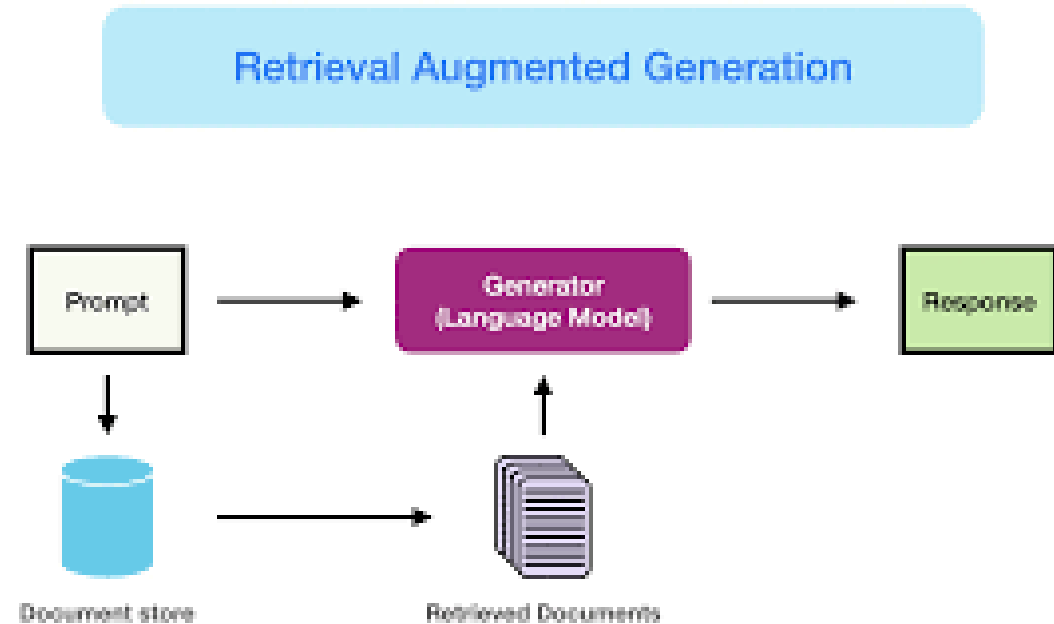 Retrieval Augmented Generation
Prompt
Generator
(Language Model)
Response
Document store
Retrieved Documents